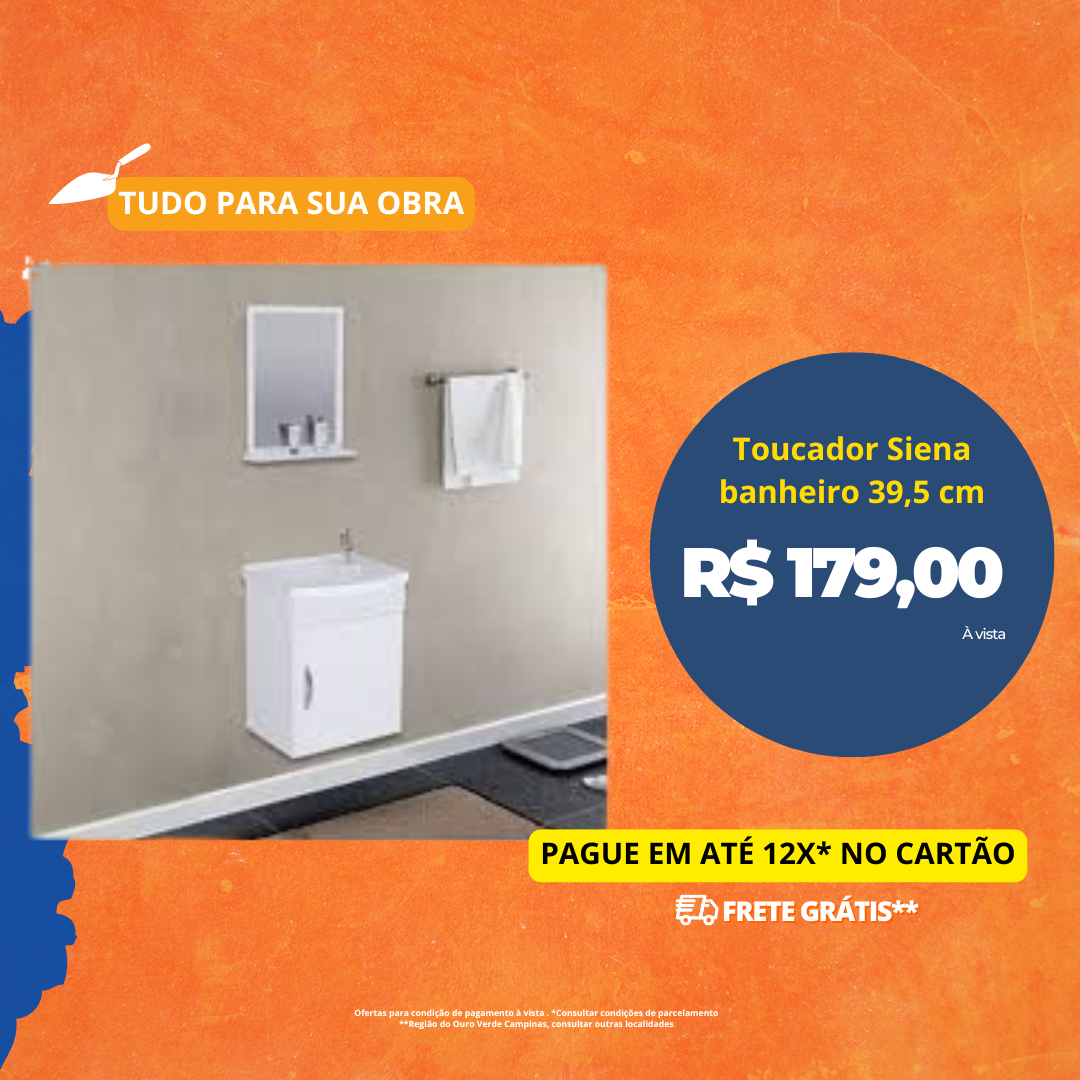 TUDO PARA SUA OBRA
Toucador Siena
banheiro 39,5 cm
R$ 179,00
À vista
PAGUE EM ATÉ 12X* NO CARTÃO
FRETE GRÁTIS**
Ofertas para condição de pagamento à vista . *Consultar condições de parcelamento
**Região do Ouro Verde Campinas, consultar outras localidades